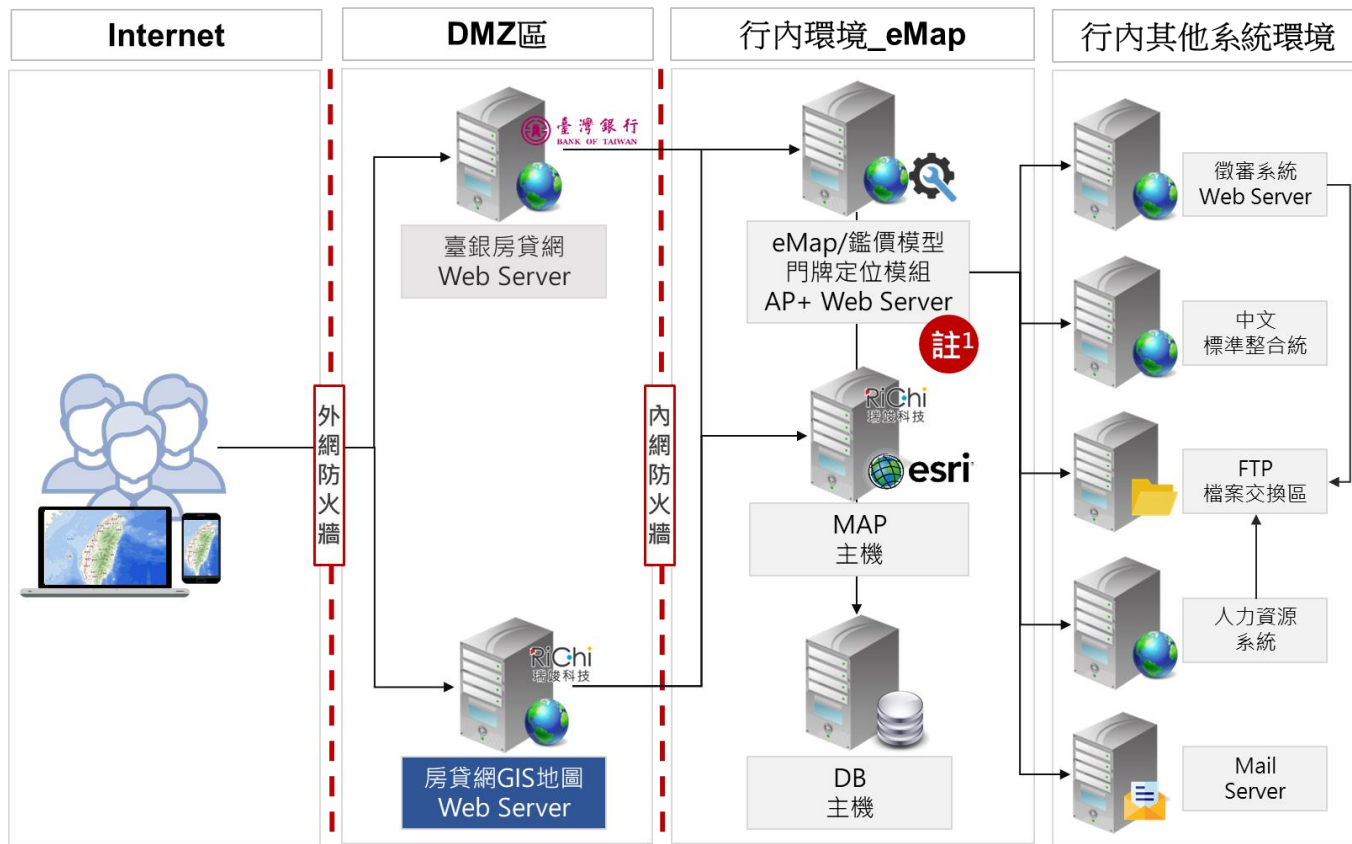 Internet
DMZ區
行內環境_eMap
行內其他系統環境
外網防火牆
內網防火牆
臺灣銀行
BANK OF TAIWAN
臺銀房貸網
Web Server
RiChi
瑞竣科技
房貸網GIS地圖
Web Server
eMap/鑑價模型
門牌定位模組
AP+ Web Server
註1
RiChi
瑞竣科技
esri
MAP
主機
DB
主機
徵審系統
Web Server
中文
標準整合統
FTP
檔案交換區
人力資源
系統
Mail
Server